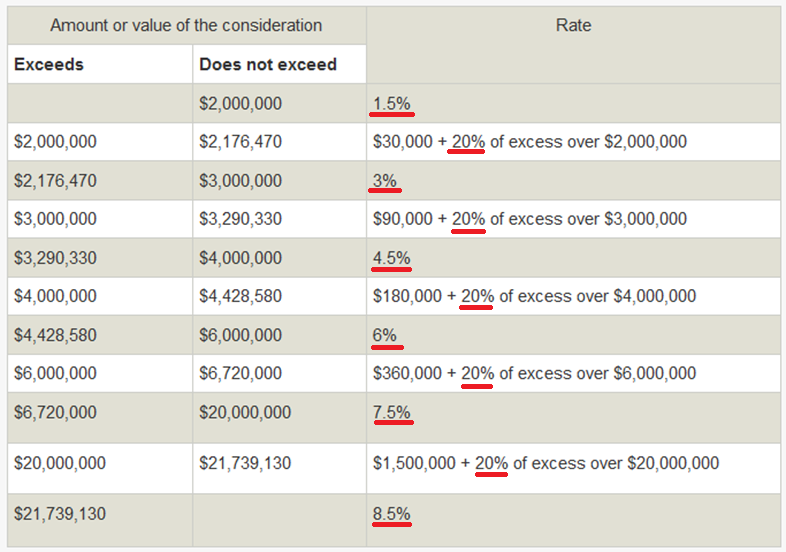 Amount or value of the consideration Rate
Exceeds Does not exceed
$2,000,000 1.5%
$2,000,000 $2,176,470 $30,000 + 20% of excess over $2,000,000
$2,176,470 $3,000,000 3%
$3,000,000 $3,290,330 $90,000 + 20% of excess over $3,000,000
$3,290,330 $4,000,000 4.5%
$4,000,000 $4,428,580 $180,000 + 20% of excess over $4,000,000
$4,428,580 $6,000,000 6%
$6,000,000 $6,720,000 $360,000 + 20% of excess over $6,000,000
$6,720,000 $20,000,000 7.5%
$20,000,000 $21,739,130 $1,500,000 + 20% of excess over $20,000,000
$21,739,130 8.5%